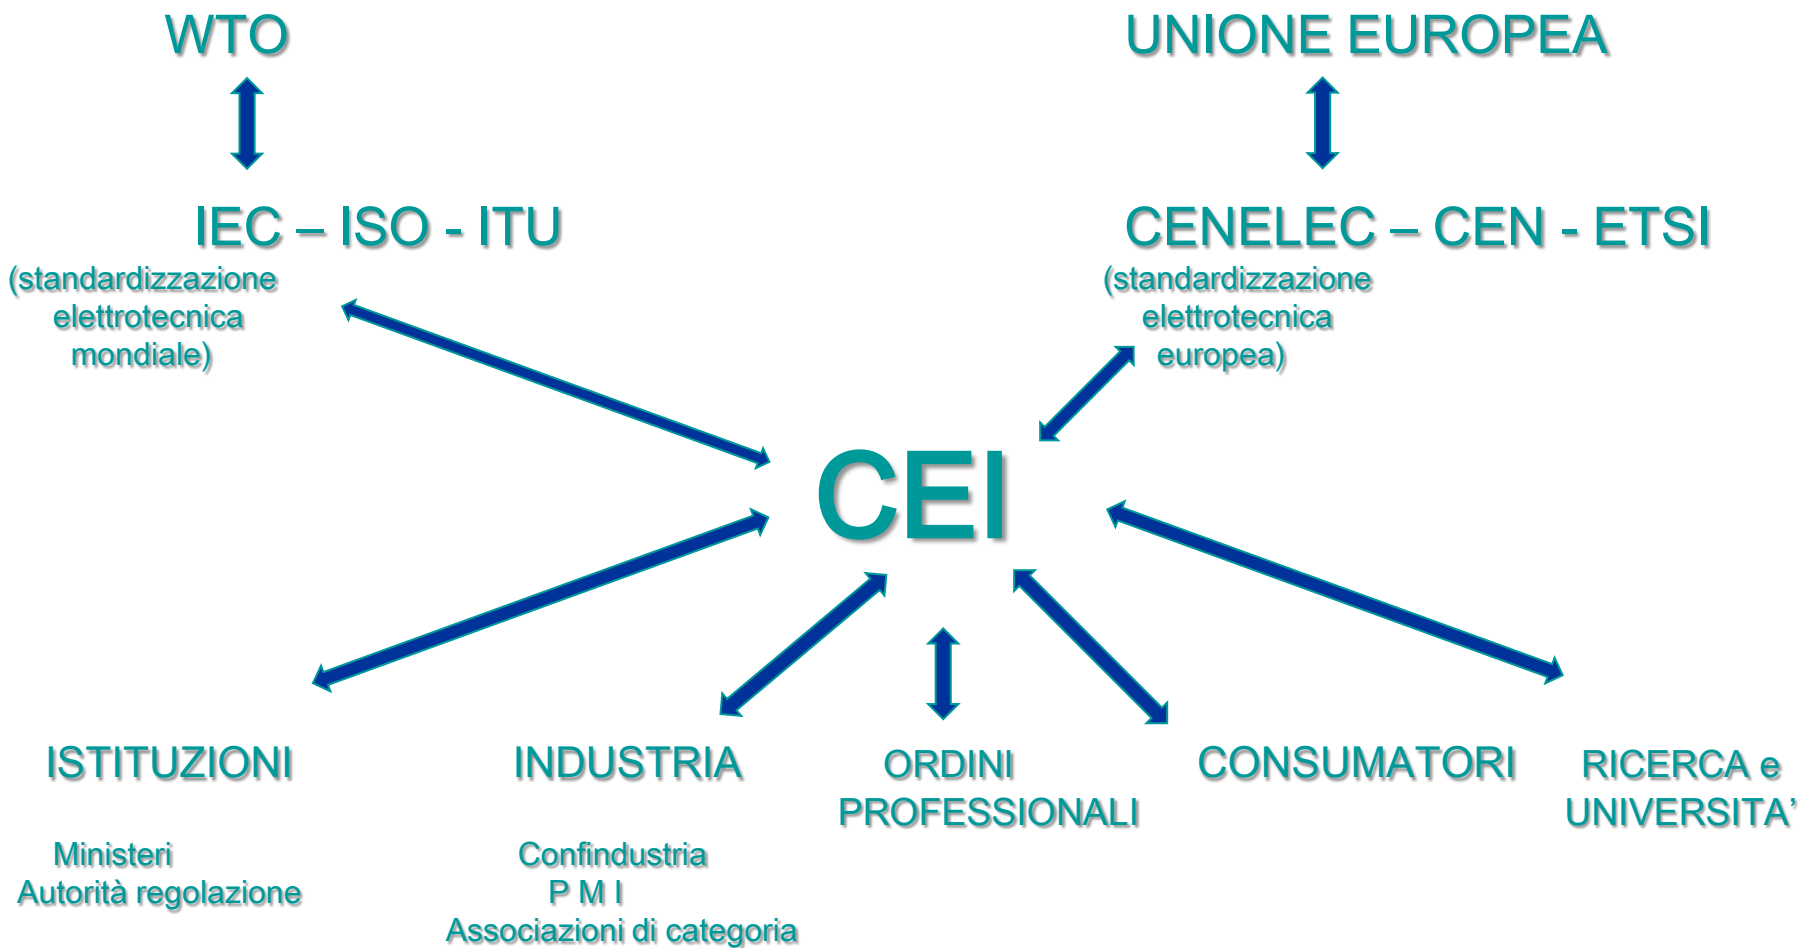 WTO
UNIONE EUROPEA
IEC – ISO - ITU
(standardizzazione
elettrotecnica
mondiale)
CENELEC – CEN - ETSI
(standardizzazione
elettrotecnica
europea)
CEI
ISTITUZIONI
Ministeri
Autorità regolazione
INDUSTRIA
Confindustria
P M I
Associazioni di categoria
ORDINI
PROFESSIONALI
CONSUMATORI
RICERCA e
UNIVERSITA’